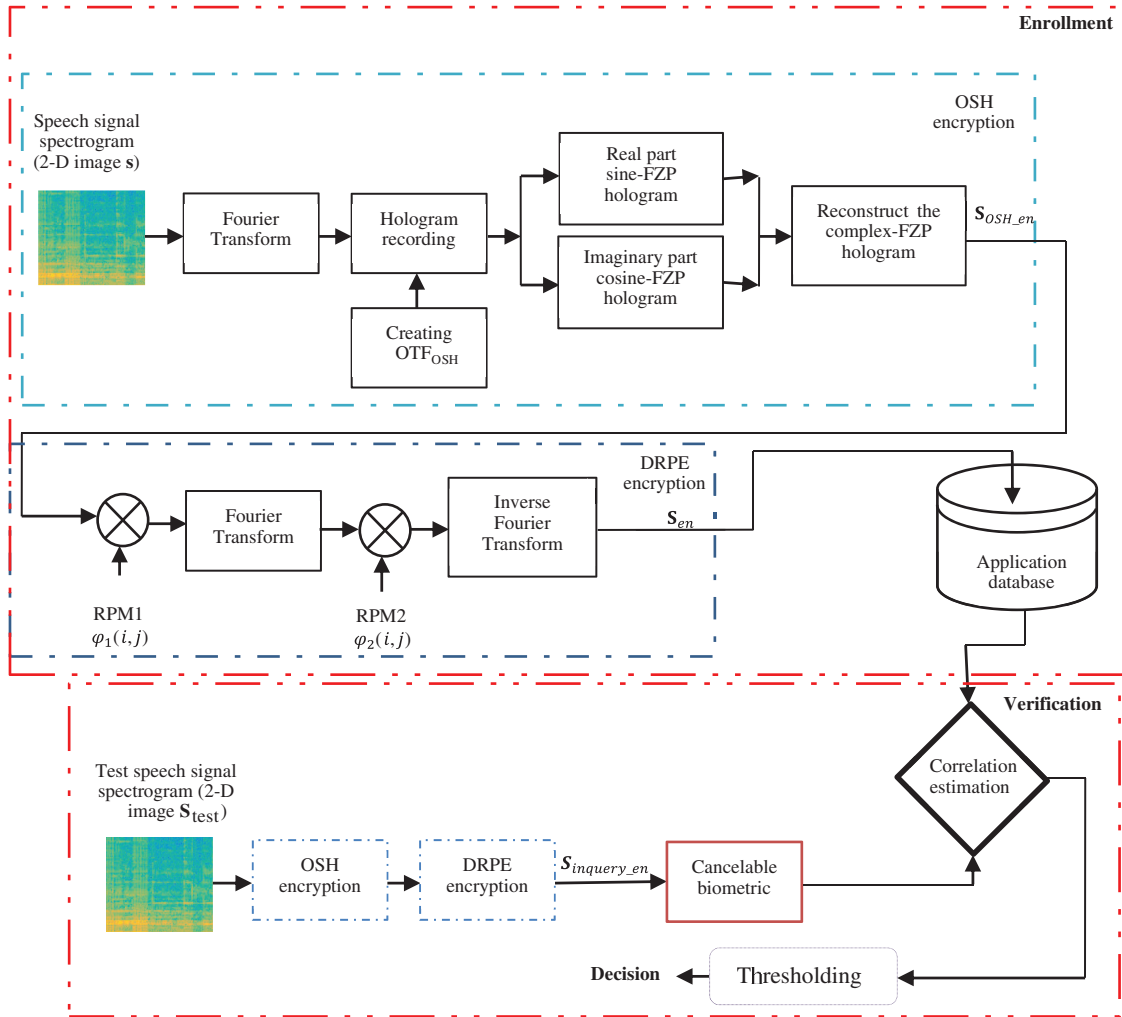 Enrollment
OSH
encryption
Speech signal
spectrogram
(2-D image s)
Fourier
Transform
Hologram
recording
Creating
OTF_OSH
Real part
sine-FZP
hologram
Imaginary part
cosine-FZP
hologram
Reconstruct the
complex-FZP
hologram
S_OSH_en
DRPE
encryption
Fourier
Transform
Inverse
Fourier
Transform
S_en
RPM1
φ₁(i,j)
RPM2
φ₂(i,j)
Application
database
Verification
Test speech signal
spectrogram (2-D
image S_test)
OSH
encryption
DRPE
encryption
S_inquery_en
Cancelable
biometric
Correlation
estimation
Thresholding
Decision